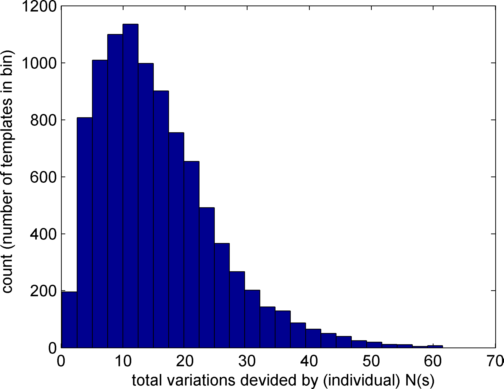 1200
1000
800
600
400
200
0
count (number of templates in bin)
0 10 20 30 40 50 60 70
total variations devided by (individual) N(s)